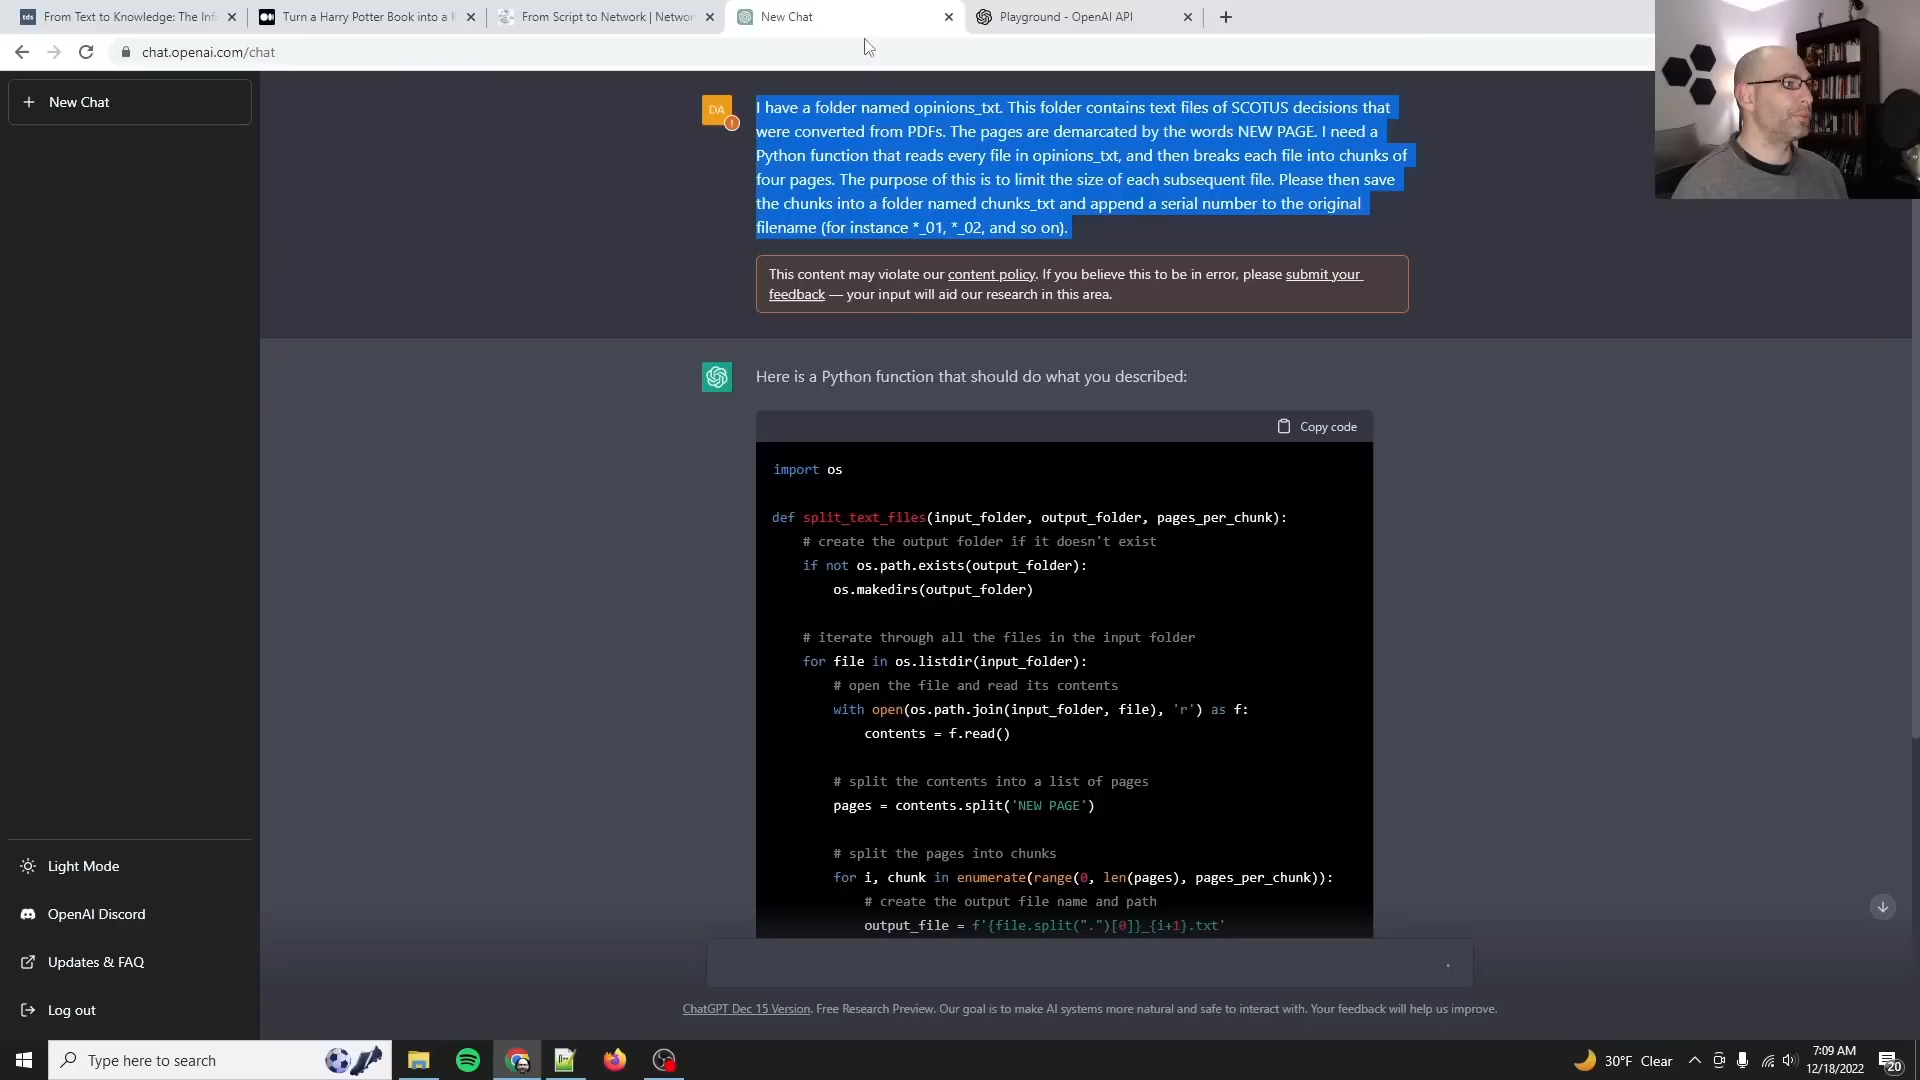 From Text to Knowledge: The Inf
Turn a Harry Potter Book into a K
From Script to Network | Networ
New Chat
Playground - OpenAI API
chat.openai.com/chat
New Chat
DA
I have a folder named opinions_txt. This folder contains text files of SCOTUS decisions that
were converted from PDFs. The pages are demarcated by the words NEW PAGE. I need a
Python function that reads every file in opinions_txt, and then breaks each file into chunks of
four pages. The purpose of this is to limit the size of each subsequent file. Please then save
the chunks into a folder named chunks_txt and append a serial number to the original
filename (for instance *_01, *_02, and so on).
This content may violate our content policy. If you believe this to be in error, please submit your
feedback — your input will aid our research in this area.
Here is a Python function that should do what you described:
Copy code
import os
def split_text_files(input_folder, output_folder, pages_per_chunk):
# create the output folder if it doesn't exist
if not os.path.exists(output_folder):
os.makedirs(output_folder)
# iterate through all the files in the input folder
for file in os.listdir(input_folder):
# open the file and read its contents
with open(os.path.join(input_folder, file), 'r') as f:
contents = f.read()
# split the contents into a list of pages
pages = contents.split('NEW PAGE')
# split the pages into chunks
for i, chunk in enumerate(range(0, len(pages), pages_per_chunk)):
# create the output file name and path
output_file = f'{file.split(".")[0]}_{i+1}.txt'
Light Mode
OpenAI Discord
Updates & FAQ
Log out
ChatGPT Dec 15 Version. Free Research Preview. Our goal is to make AI systems more natural and safe to interact with. Your feedback will help us improve.
Type here to search
30°F Clear
7:09 AM
12/18/2022
20